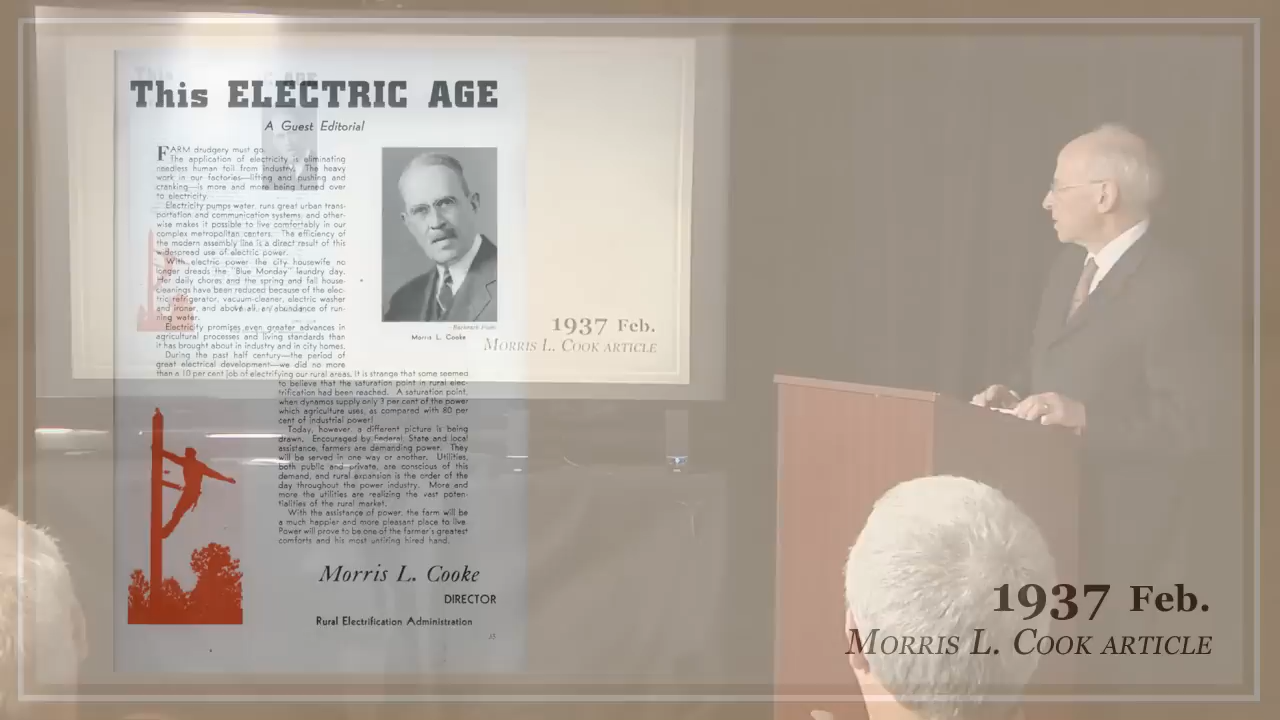 This ELECTRIC AGE
A Guest Editorial
FARM drudgery must go.
The application of electricity is eliminating
needless human toil from industry. The heavy
work in our factories—lifting and pushing and
cranking—is more and more being turned over
to electricity.
Electricity pumps water, runs great urban trans-
portation and communication systems, and other-
wise makes it possible to live comfortably in our
complex metropolitan centers. The efficiency of
the modern assembly line is a direct result of this
widespread use of electric power.
With electric power the city housewife no
longer dreads the "Blue Monday" laundry day.
Her daily chores and the spring and fall house-
cleanings have been reduced because of the elec-
tric refrigerator, vacuum-cleaner, electric washer
and ironer, and above all, an abundance of run-
ning water.
Electricity promises even greater advances in
agricultural processes and living standards than
it has brought about in industry and in city homes.
During the past half century—the period of
great electrical development—we did no more
than a 10 per cent job of electrifying our rural areas. It is strange that some seemed
to believe that the saturation point in rural elec-
trification had been reached. A saturation point,
when dynamos supply only 3 per cent of the power
which agriculture uses, as compared with 80 per
cent of industrial power!
Today, however, a different picture is being
drawn. Encouraged by Federal, State and local
assistance, farmers are demanding power. They
will be served in one way or another. Utilities,
both public and private, are conscious of this
demand, and rural expansion is the order of the
day throughout the power industry. More and
more the utilities are realizing the vast poten-
tialities of the rural market.
With the assistance of power, the farm will be
a much happier and more pleasant place to live.
Power will prove to be one of the farmer's greatest
comforts and his most untiring hired hand.
Morris L. Cooke
Morris L. Cooke
DIRECTOR
Rural Electrification Administration
1937 Feb.
Morris L. Cook article
1937 Feb.
Morris L. Cook article